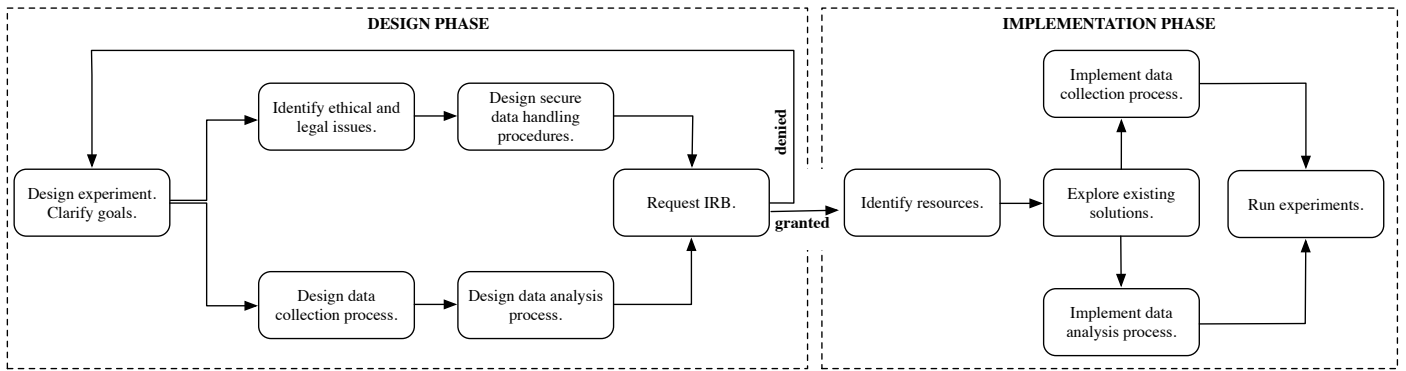 DESIGN PHASE
Design experiment.
Clarify goals.
Identify ethical and
legal issues.
Design secure
data handling
procedures.
Design data
collection process.
Design data analysis
process.
Request IRB.
denied
granted
IMPLEMENTATION PHASE
Identify resources.
Explore existing
solutions.
Implement data
collection process.
Implement data
analysis process.
Run experiments.